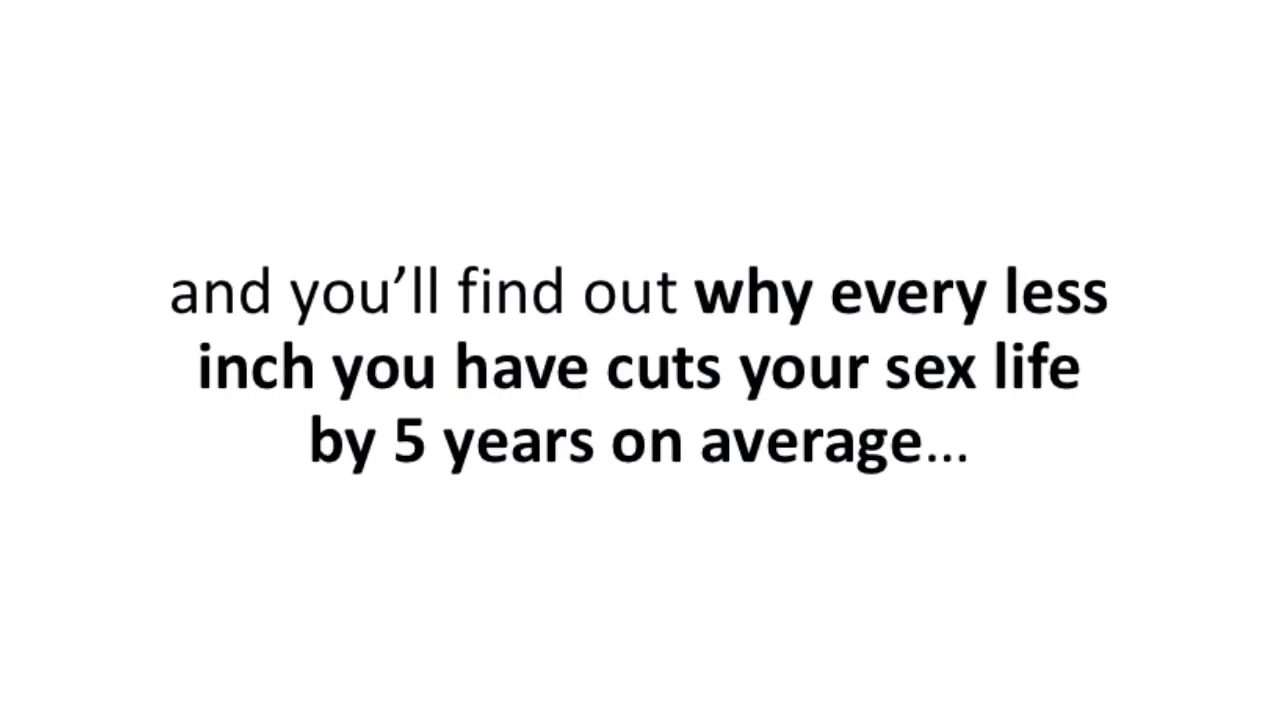 and you’ll find out why every less
inch you have cuts your sex life
by 5 years on average...